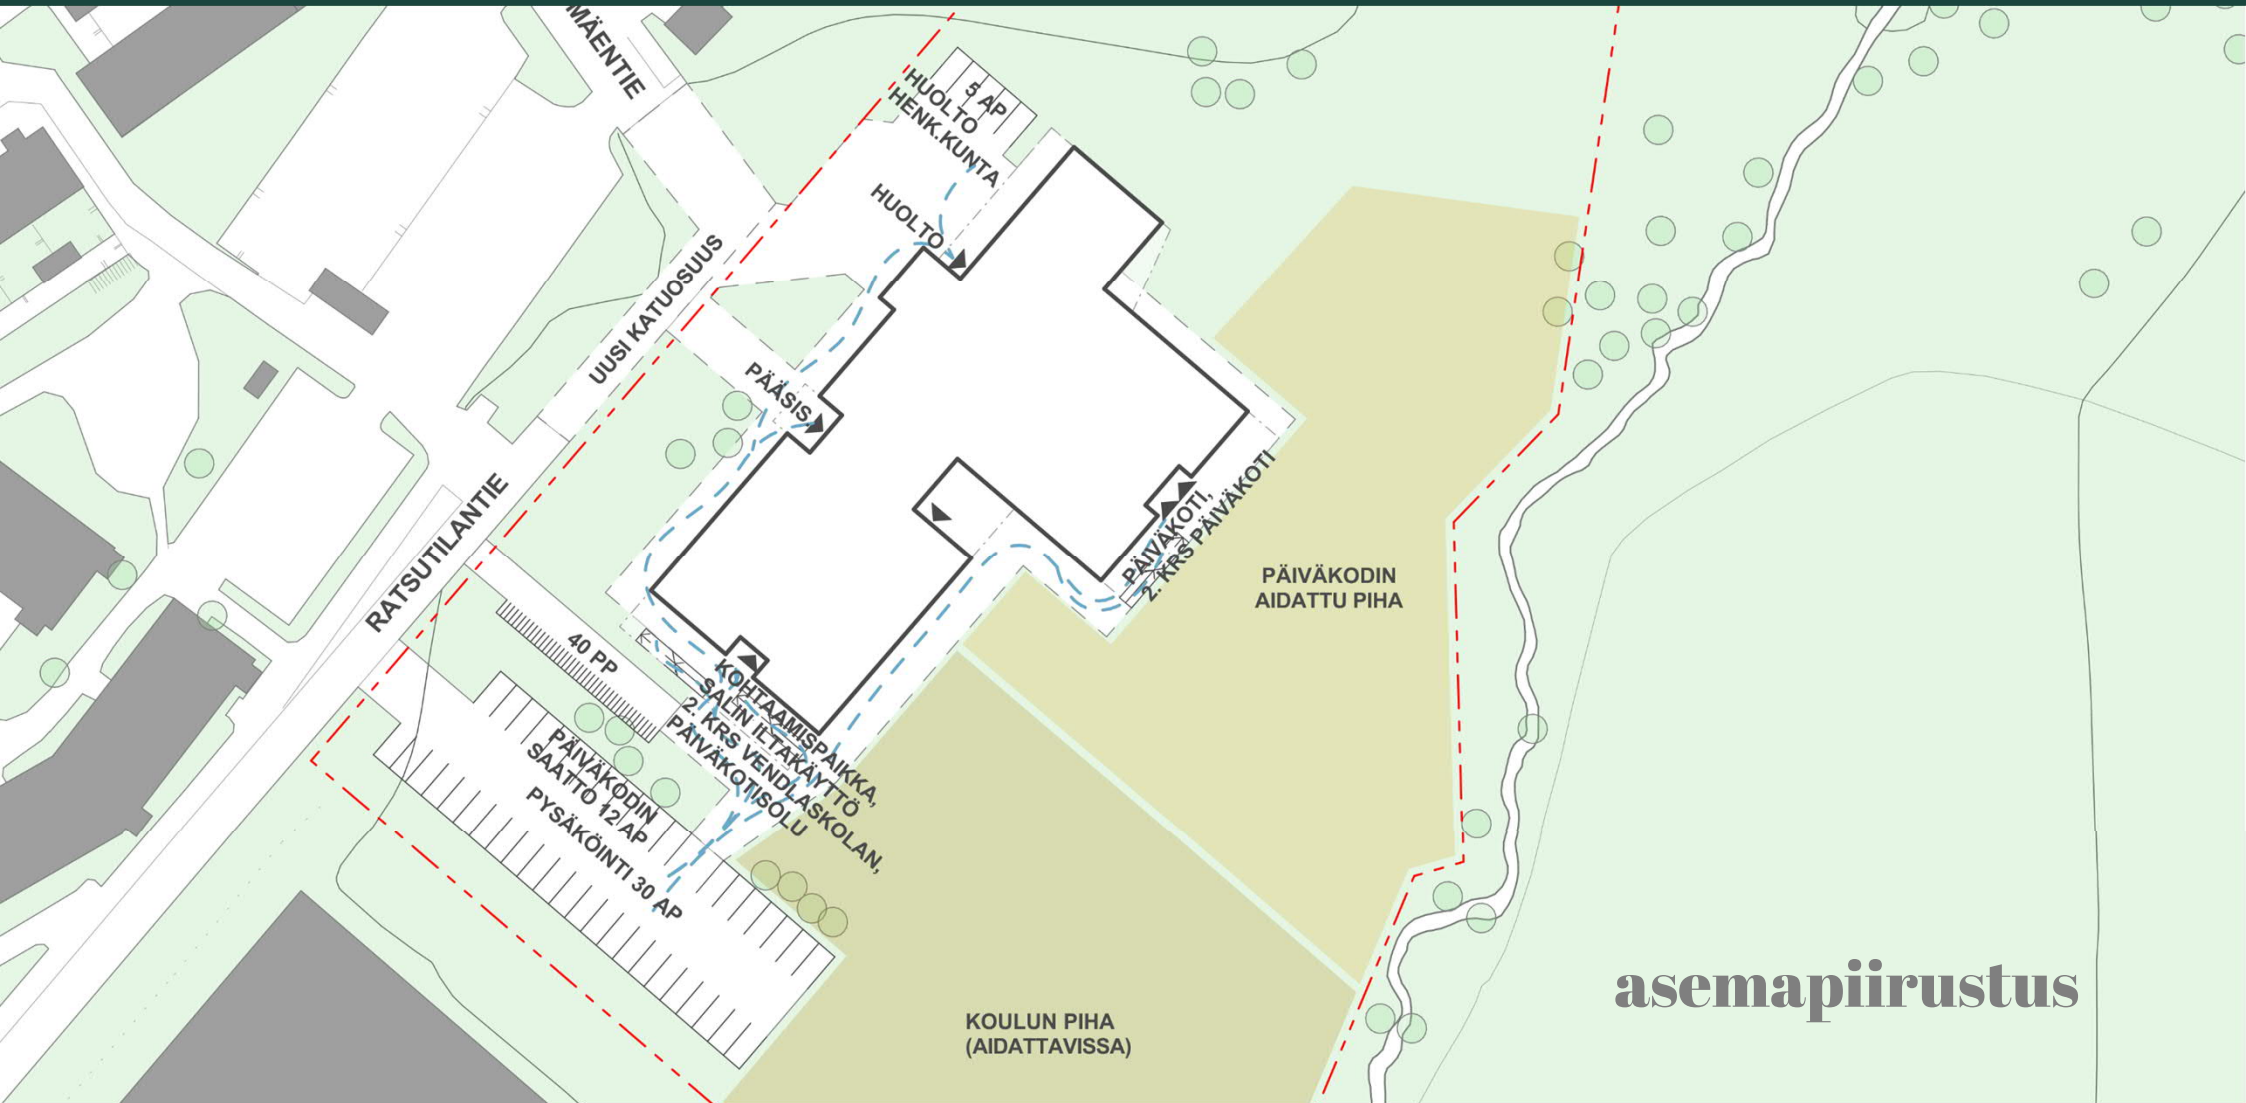 MÄENTIE
5 AP
HUOLTO
HENK.KUNTA
HUOLTO
UUSI KATUOSUUS
PÄÄSIS.
RATSUTILANTIE
PÄIVÄKOTI,
2. KRS PÄIVÄKOTI
PÄIVÄKODIN
AIDATTU PIHA
40 PP
KOHTAAMISPAIKKA,
SALIN ILTAKÄYTTÖ
2. KRS VENDLASKOLAN,
PÄIVÄKOTISOLU
PÄIVÄKODIN
SAATTO 12 AP
PYSÄKÖINTI 30 AP
asemapiirustus
KOULUN PIHA
(AIDATTAVISSA)